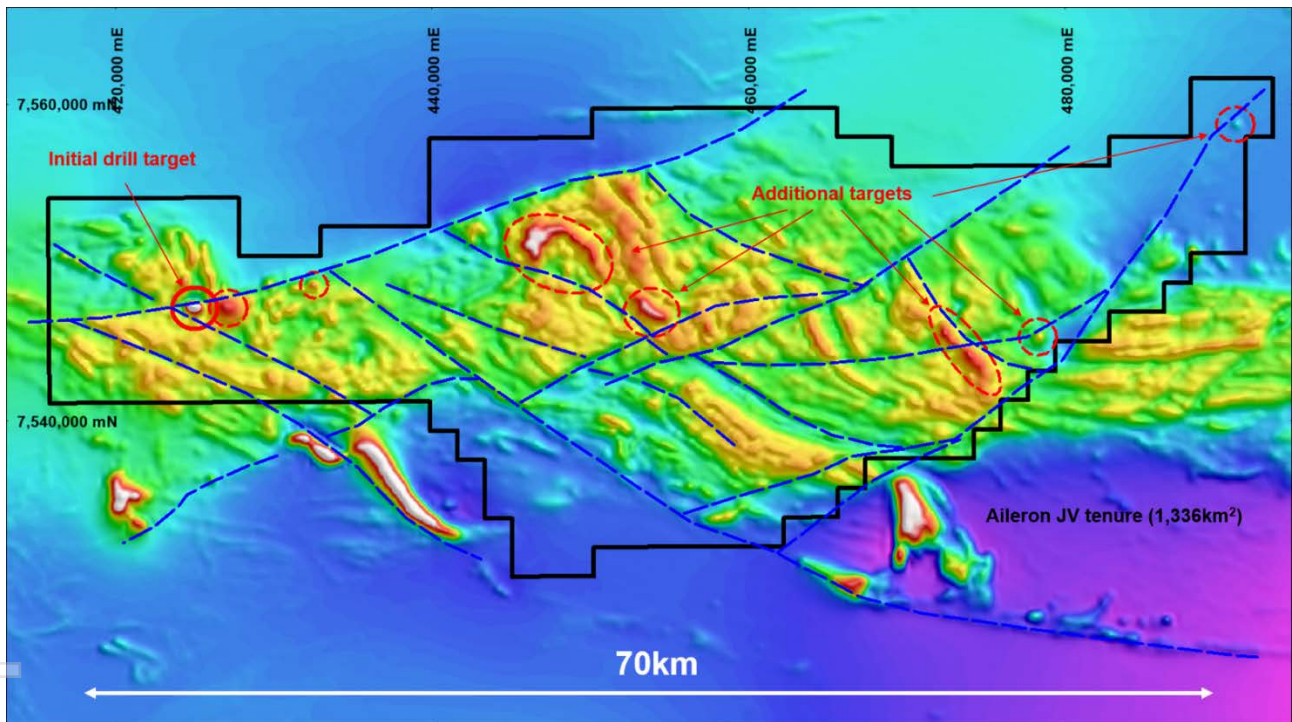 420,000 mE
440,000 mE
460,000 mE
480,000 mE
7,560,000 mN
Initial drill target
Additional targets
7,540,000 mN
Aileron JV tenure (1,336km²)
70km